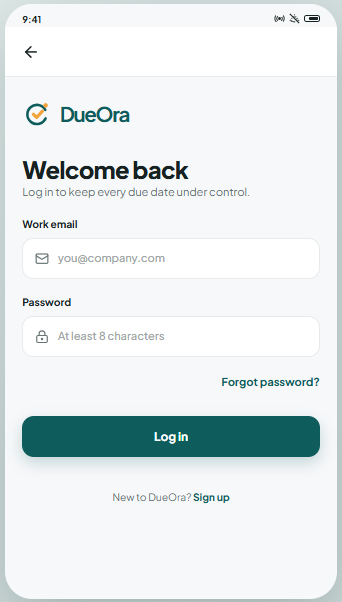 9:41
DueOra
Welcome back
Log in to keep every due date under control.
Work email
you@company.com
Password
At least 8 characters
Forgot password?
Log in
New to DueOra? Sign up